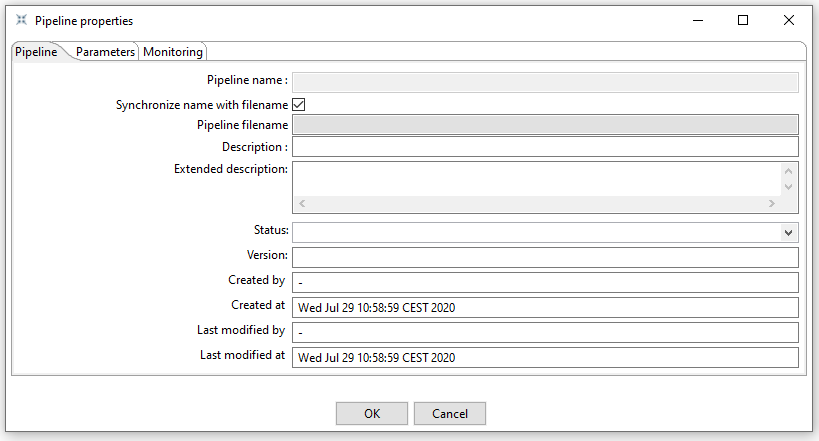 Pipeline properties
Pipeline Parameters Monitoring
Pipeline name :
Synchronize name with filename
Pipeline filename
Description :
Extended description:
Status:
Version:
Created by -
Created at Wed Jul 29 10:58:59 CEST 2020
Last modified by -
Last modified at Wed Jul 29 10:58:59 CEST 2020
OK Cancel